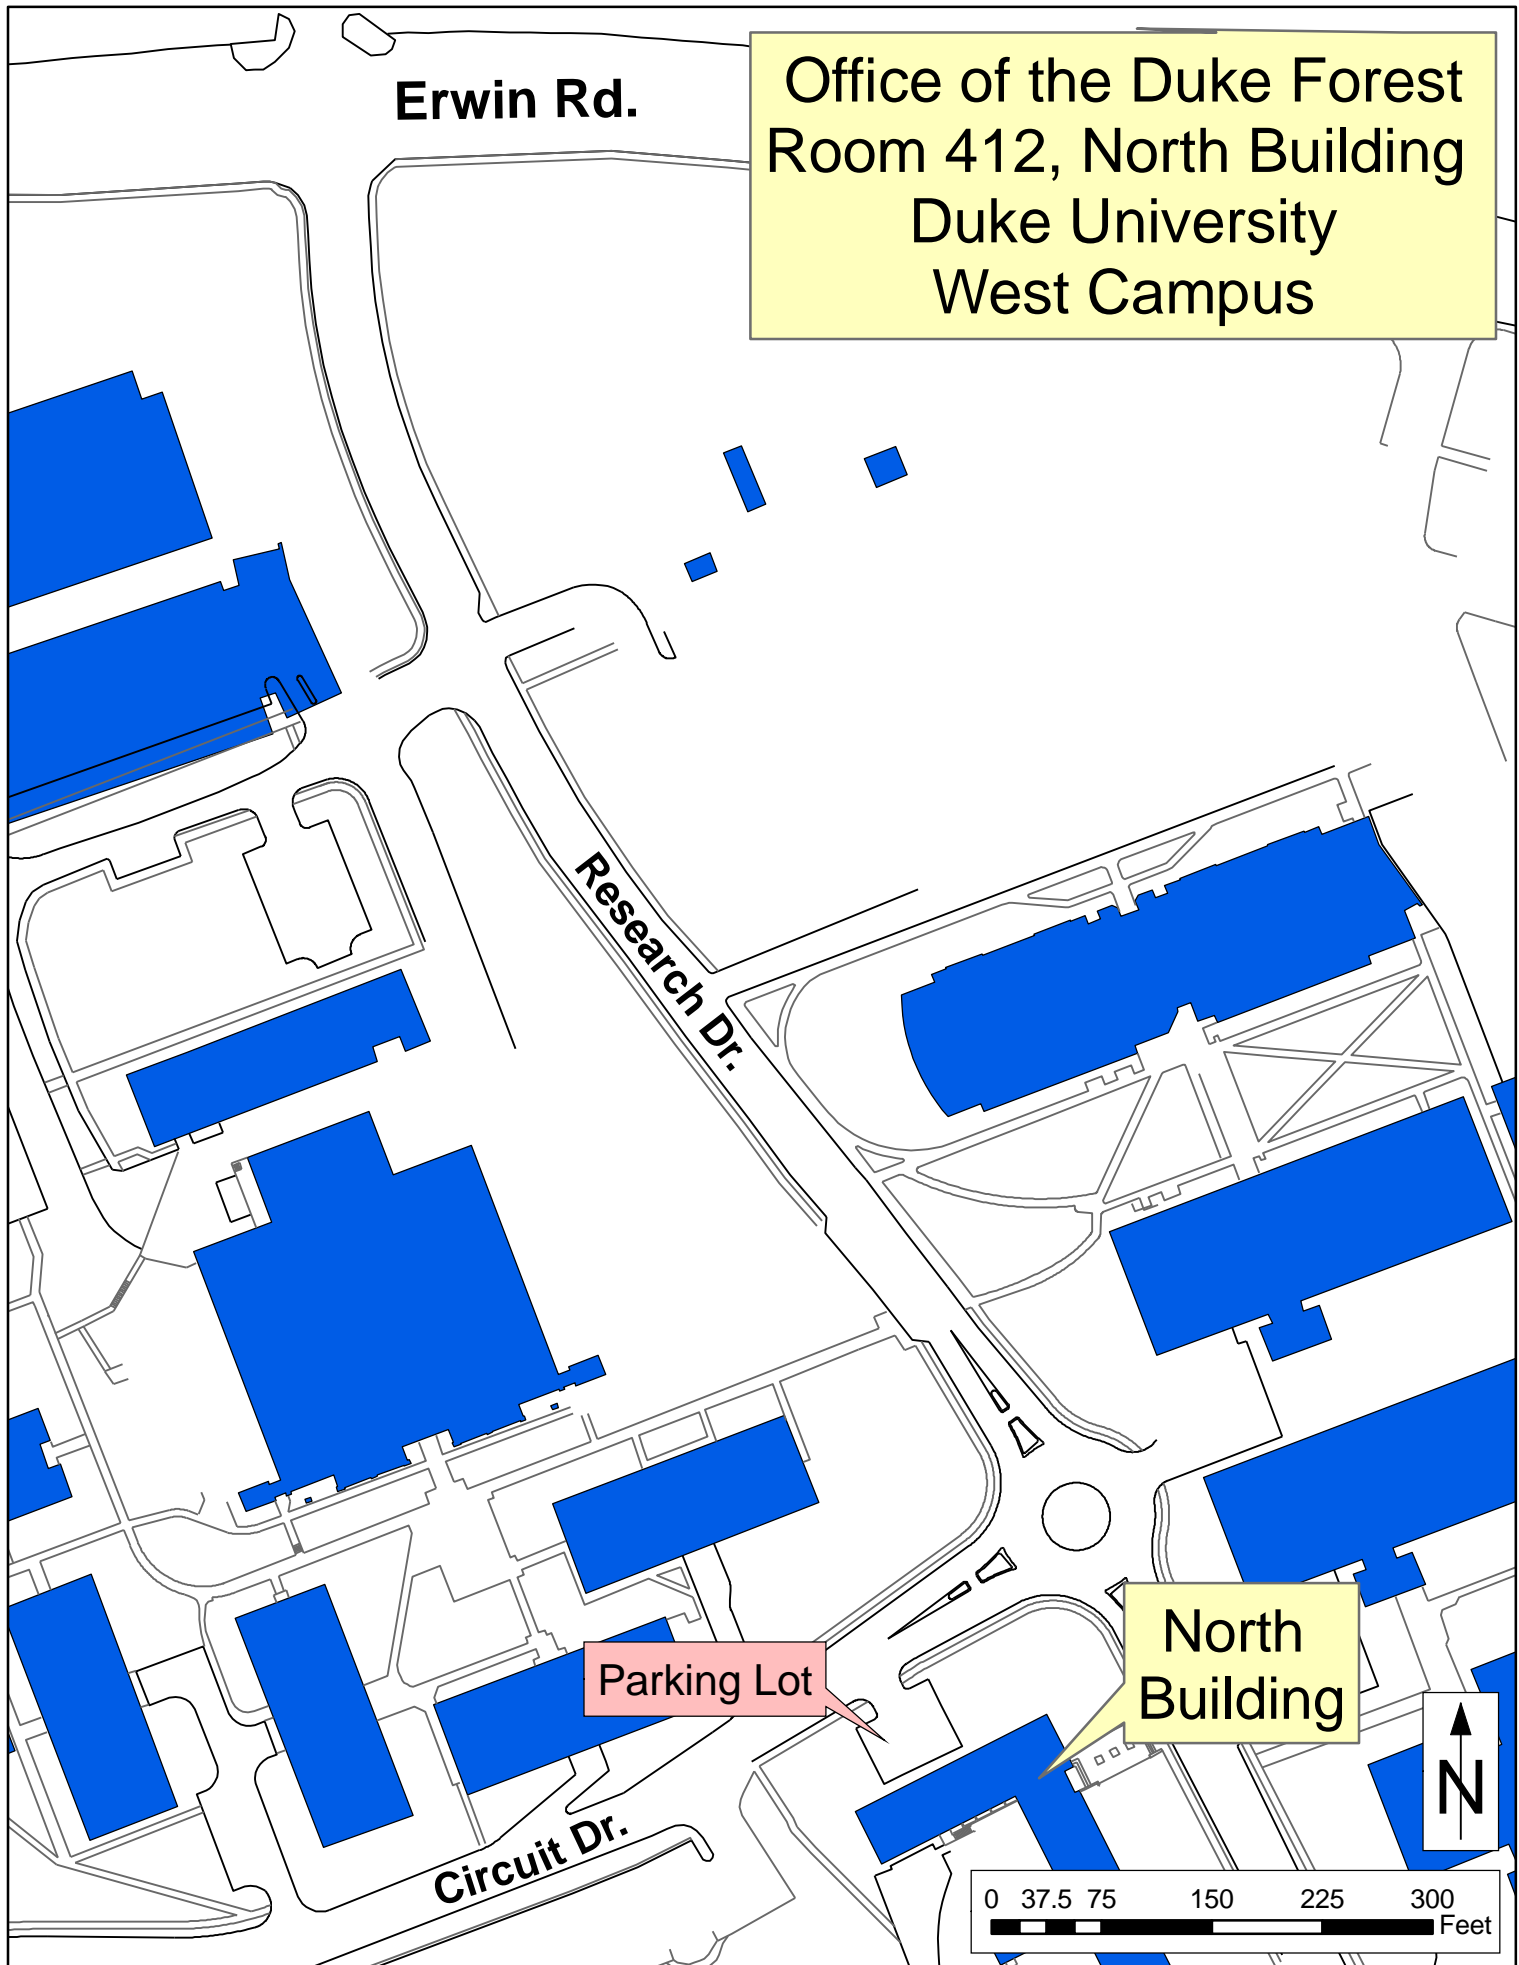 Erwin Rd.
Office of the Duke Forest
Room 412, North Building
Duke University
West Campus
Research Dr.
North
Building
Parking Lot
Circuit Dr.
N
0 37.5 75 150 225 300
Feet